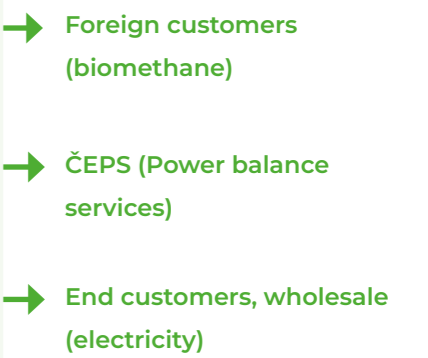 Foreign customers
(biomethane)
ČEPS (Power balance
services)
End customers, wholesale
(electricity)